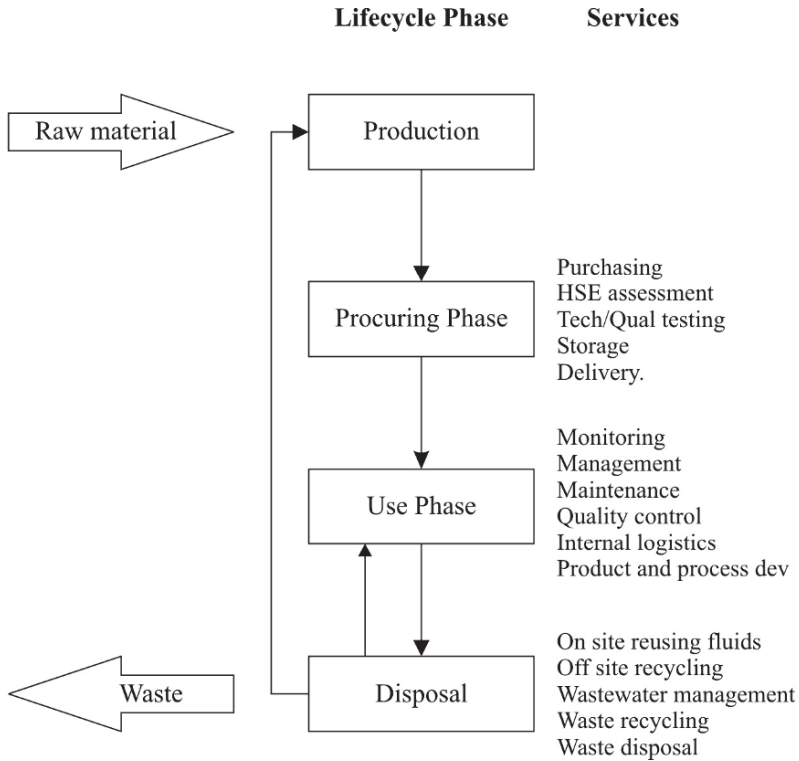 Lifecycle Phase Services
Raw material
Production
Procuring Phase
Purchasing
HSE assessment
Tech/Qual testing
Storage
Delivery.
Use Phase
Monitoring
Management
Maintenance
Quality control
Internal logistics
Product and process dev
Waste
Disposal
On site reusing fluids
Off site recycling
Wastewater management
Waste recycling
Waste disposal